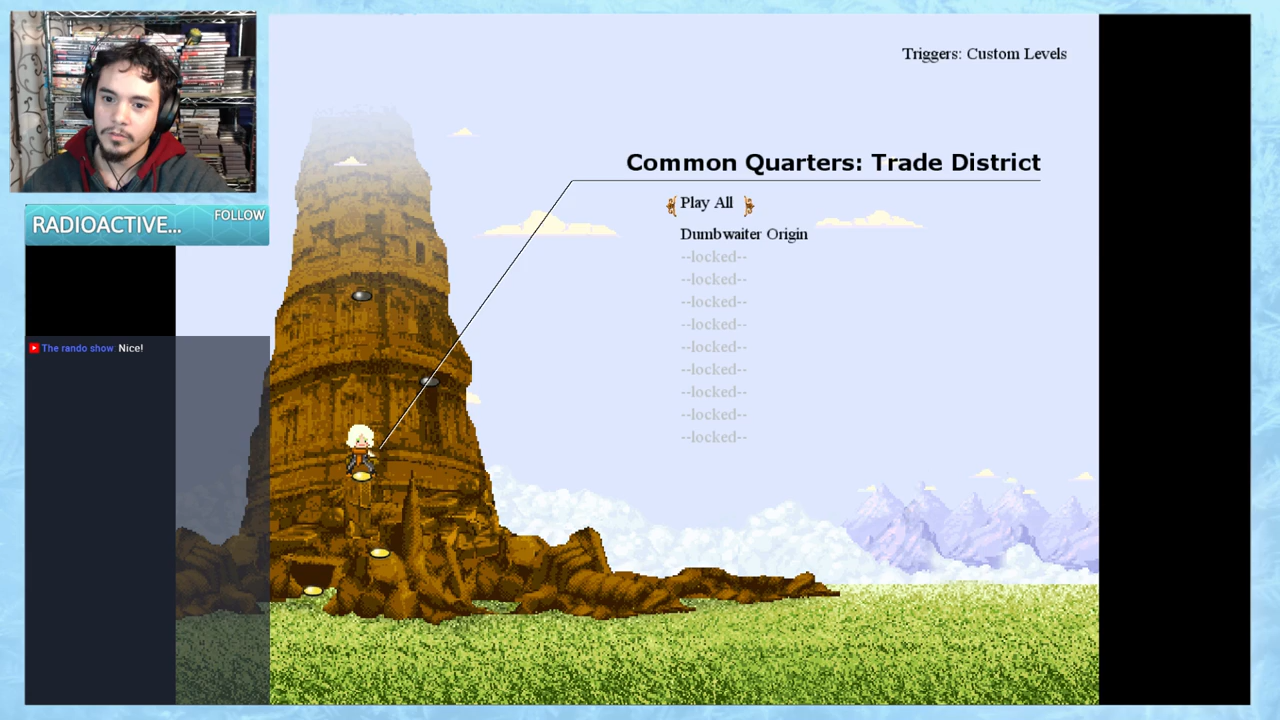 Triggers: Custom Levels
Common Quarters: Trade District
Play All
Dumbwaiter Origin
--locked--
--locked--
--locked--
--locked--
--locked--
--locked--
--locked--
--locked--
--locked--
RADIOACTIVE... FOLLOW
The rando show Nice!